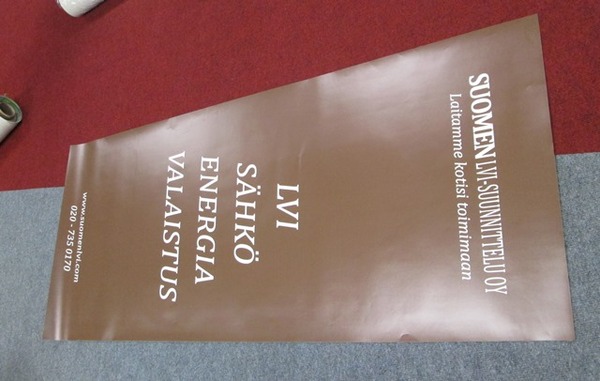 SUOMEN LVI-SUUNNITTELU OY
Laitamme kotisi toimimaan
LVI
SÄHKÖ
ENERGIA
VALAISTUS
www.suomenlvi.com
020 - 735 0170